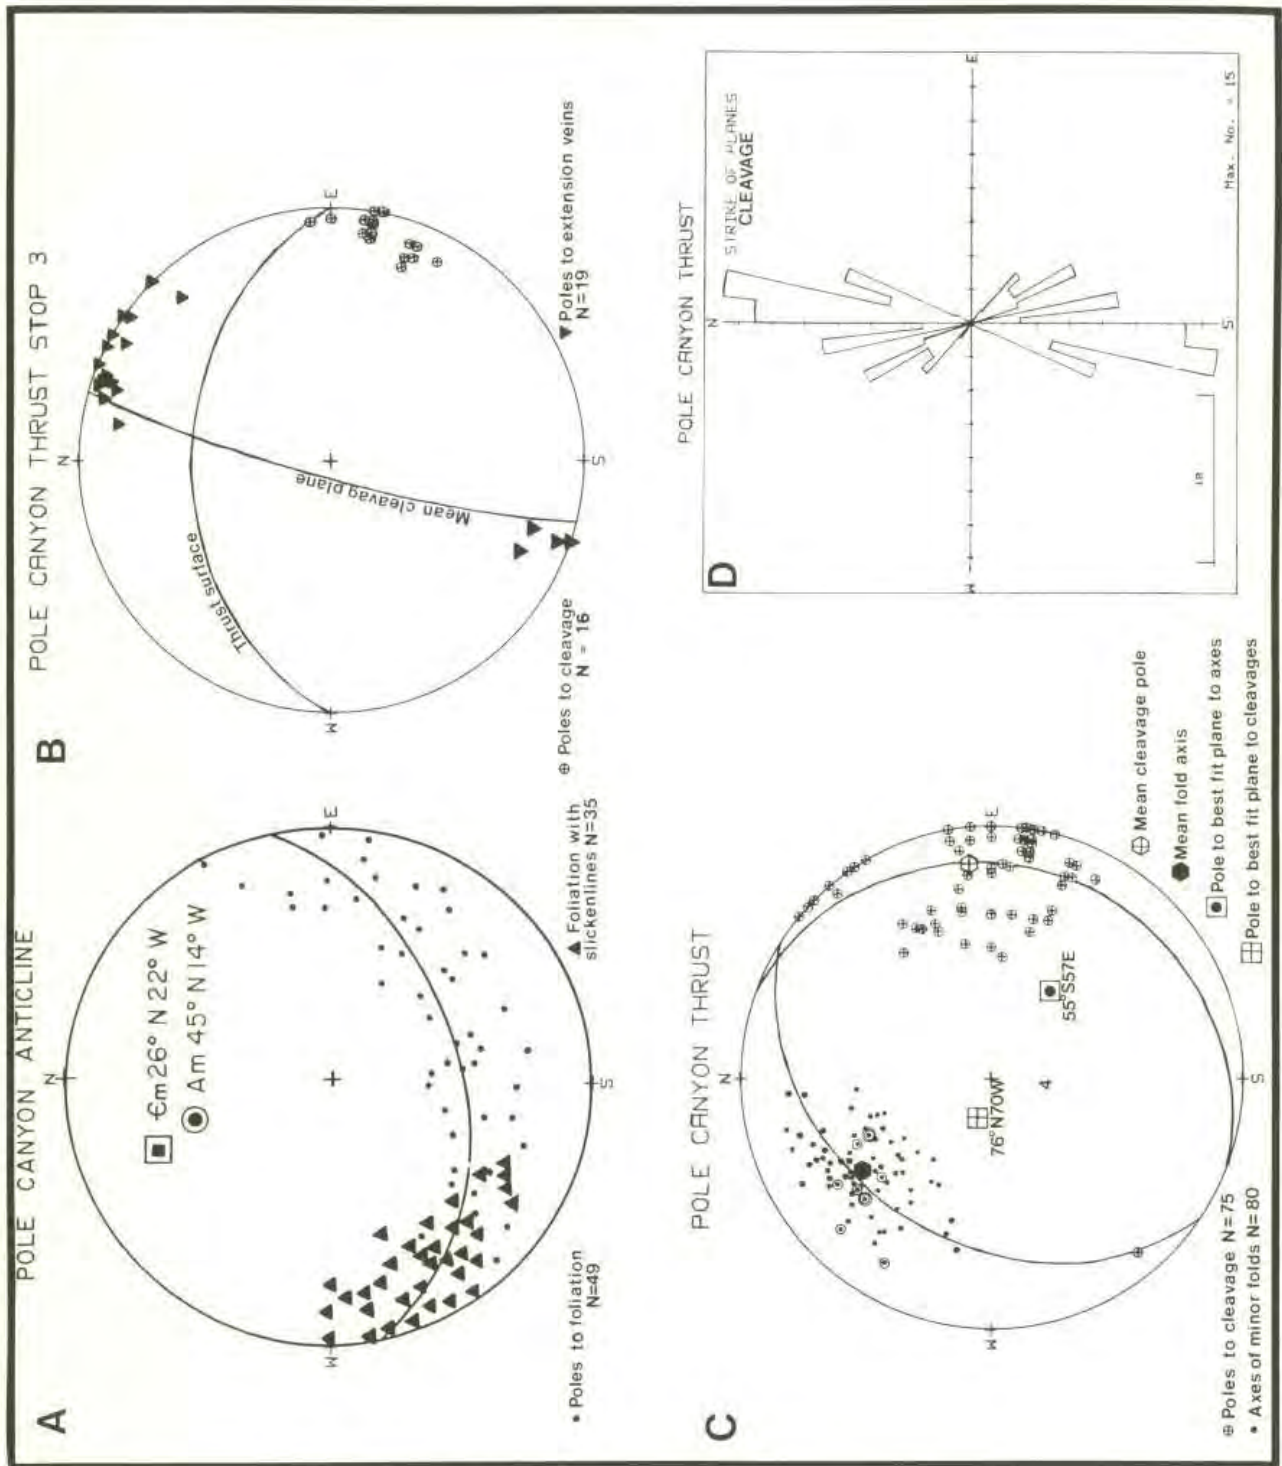 A
POLE CANYON ANTICLINE
N
€m 26° N 22° W
Am 45° N 14° W
W
E
S
• Poles to foliation
N=49
▲ Foliation with
slickenlines N=35
B
POLE CANYON THRUST STOP 3
N
Thrust surface
Mean cleavag plane
W
E
S
⊕ Poles to cleavage
N = 16
▼ Poles to extension veins
N=19
C
POLE CANYON THRUST
N
76°N70W
4
55°S57E
W
E
S
⊕ Poles to cleavage N=75
• Axes of minor folds N=80
Mean cleavage pole
Mean fold axis
Pole to best fit plane to axes
Pole to best fit plane to cleavages
D
POLE CANYON THRUST
STRIKE OF PLANES
CLEAVAGE
N
W
E
S
10
Max. No. = 15